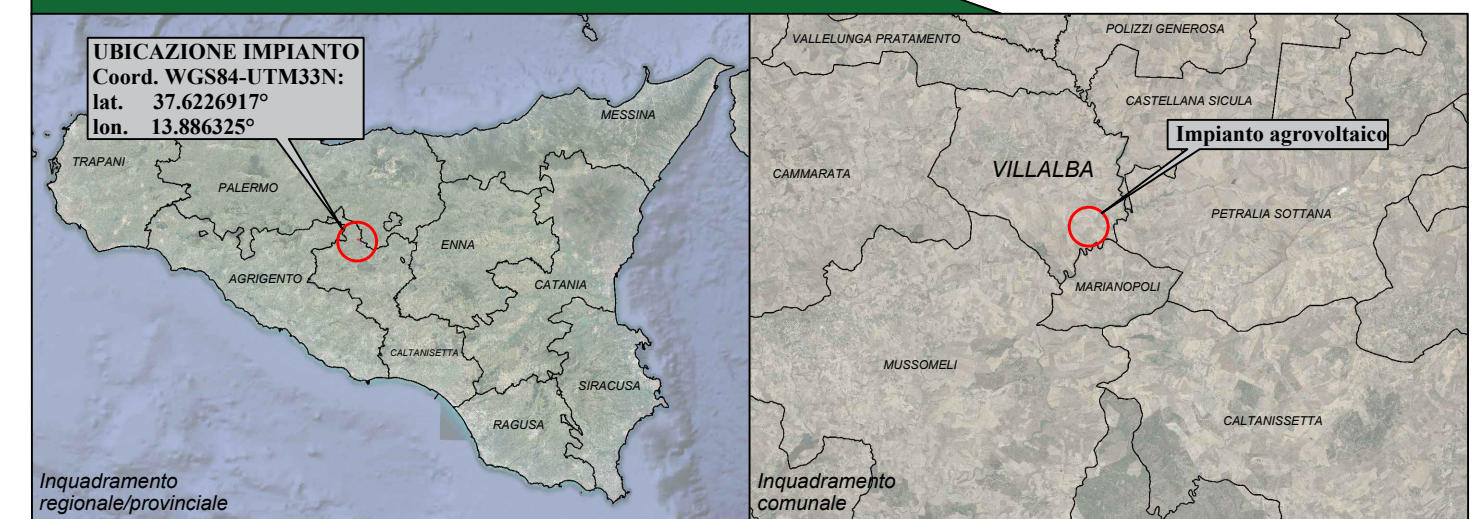 UBICAZIONE IMPIANTO
Coord. WGS84-UTM33N:
lat. 37.6226917°
lon. 13.886325°
MESSINA
TRAPANI
PALERMO
ENNA
AGRIGENTO
CATANIA
CALTANISETTA
SIRACUSA
RAGUSA
Inquadramento
regionale/provinciale
VALLELUNGA PRATAMENTO
POLIZZI GENEROSA
CASTELLANA SICULA
Impianto agrovoltaico
CAMMARATA
VILLALBA
PETRALIA SOTTANA
MARIANOPOLI
MUSSOMELI
CALTANISSETTA
Inquadramento
comunale